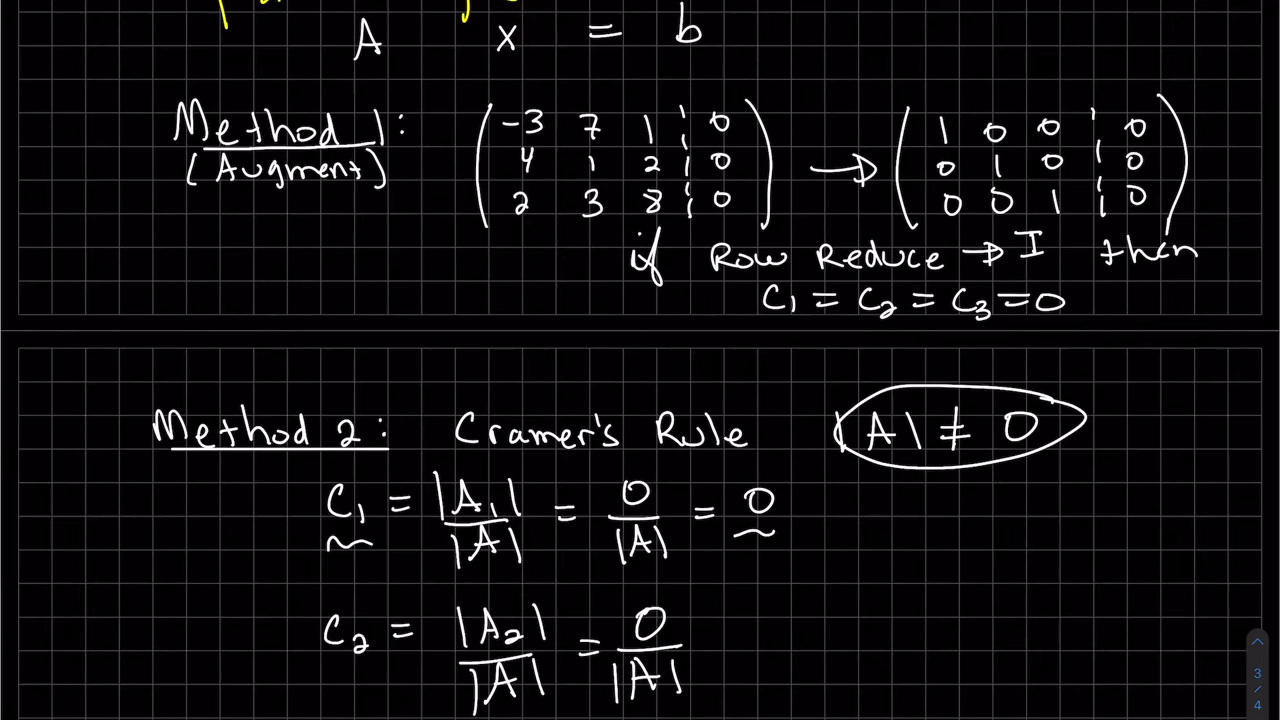 A x = b
Method 1: ( -3 7 1 ¦ 0 ) → ( 1 0 0 ¦ 0 )
(Augment) ( 4 1 2 ¦ 0 ) ( 0 1 0 ¦ 0 )
( 2 3 8 ¦ 0 ) ( 0 0 1 ¦ 0 )
if Row Reduce → I then
C₁ = C₂ = C₃ = 0
Method 2: Cramer's Rule |A| ≠ 0
C₁ = |A₁| / |A| = 0 / |A| = 0
C₂ = |A₂| / |A| = 0 / |A|
3 / 4